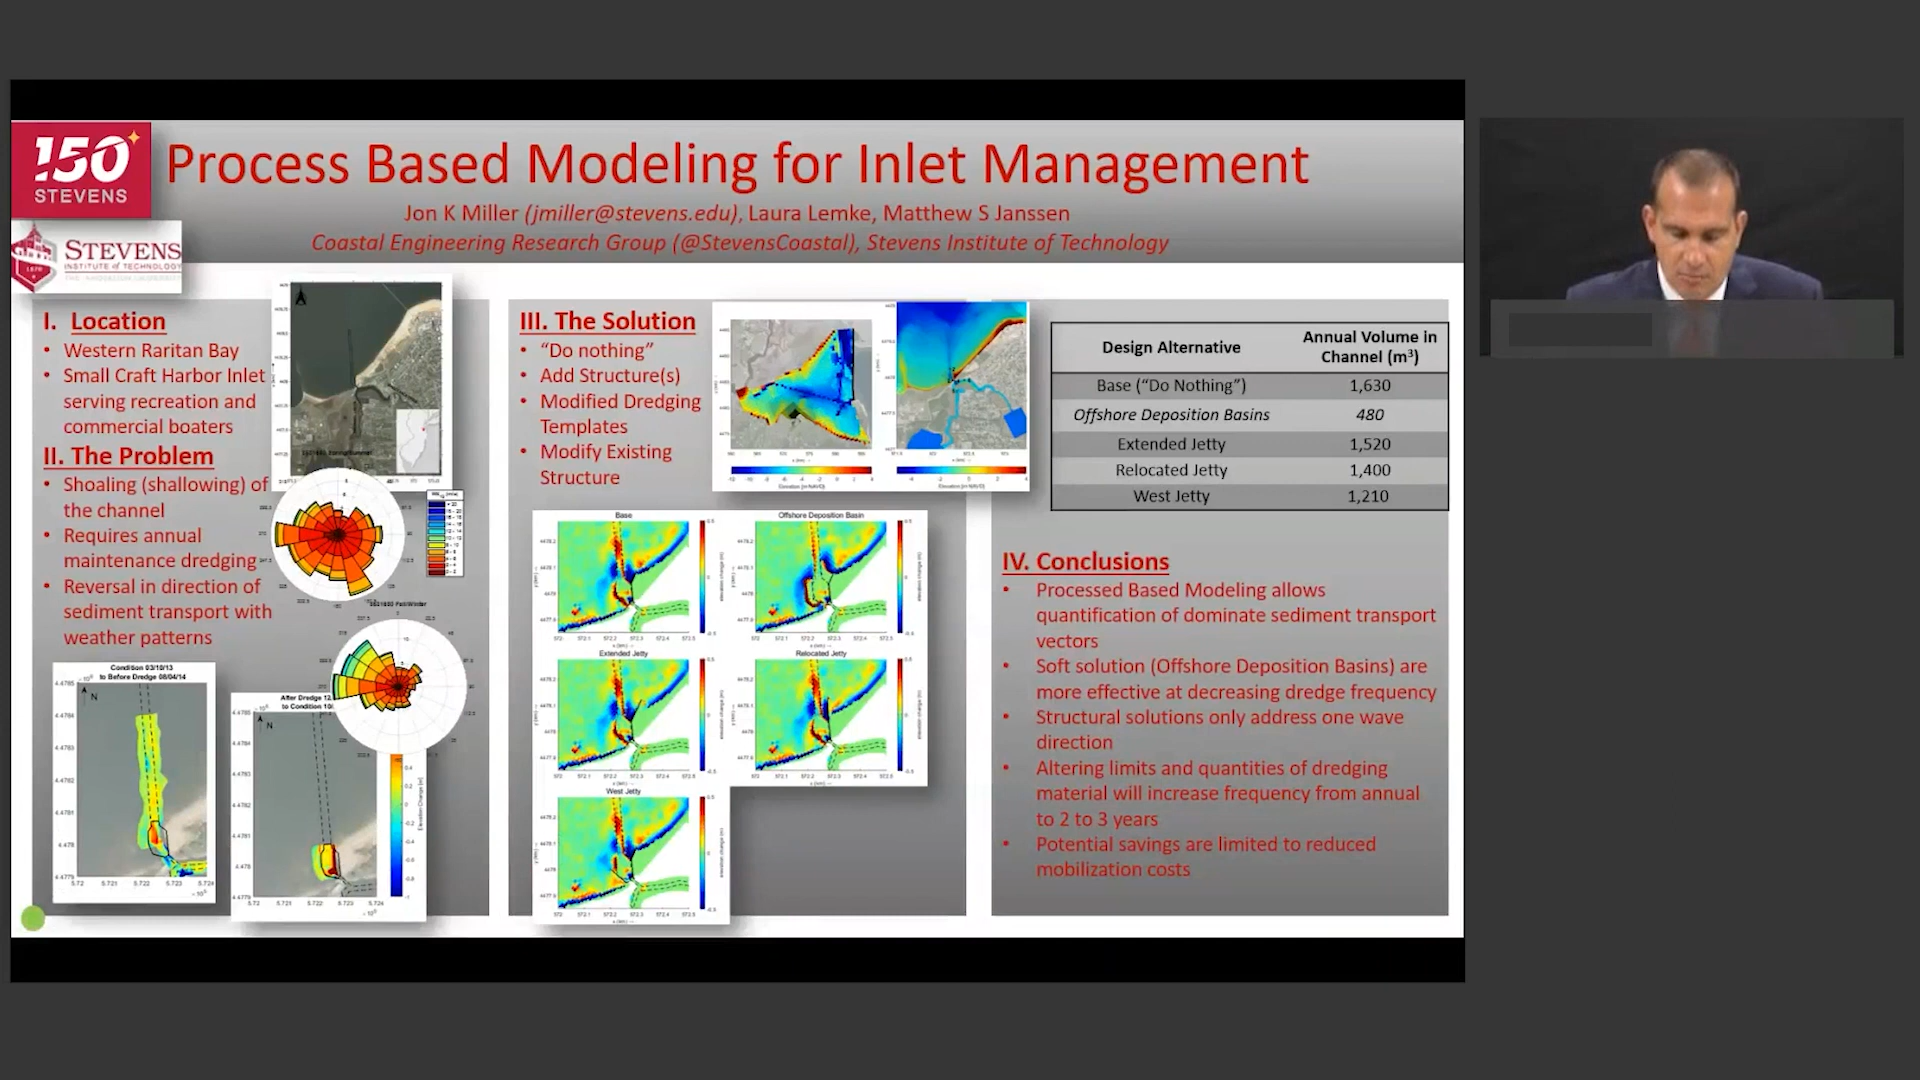 150
STEVENS
STEVENS
INSTITUTE of TECHNOLOGY
1870
Process Based Modeling for Inlet Management
Jon K Miller (jmiller@stevens.edu), Laura Lemke, Matthew S Janssen
Coastal Engineering Research Group (@StevensCoastal), Stevens Institute of Technology
I. Location
• Western Raritan Bay
• Small Craft Harbor Inlet
serving recreation and
commercial boaters
II. The Problem
• Shoaling (shallowing) of
the channel
• Requires annual
maintenance dredging
• Reversal in direction of
sediment transport with
weather patterns
Condition 03/10/13
to Before Dredge 08/04/14
N
After Dredge 12
to Condition 10
N
III. The Solution
• “Do nothing”
• Add Structure(s)
• Modified Dredging
Templates
• Modify Existing
Structure
Base
Offshore Deposition Basin
Extended Jetty
Relocated Jetty
West Jetty
Design Alternative Annual Volume in
Channel (m³)
Base (“Do Nothing”) 1,630
Offshore Deposition Basins 480
Extended Jetty 1,520
Relocated Jetty 1,400
West Jetty 1,210
IV. Conclusions
• Processed Based Modeling allows
quantification of dominate sediment transport
vectors
• Soft solution (Offshore Deposition Basins) are
more effective at decreasing dredge frequency
• Structural solutions only address one wave
direction
• Altering limits and quantities of dredging
material will increase frequency from annual
to 2 to 3 years
• Potential savings are limited to reduced
mobilization costs